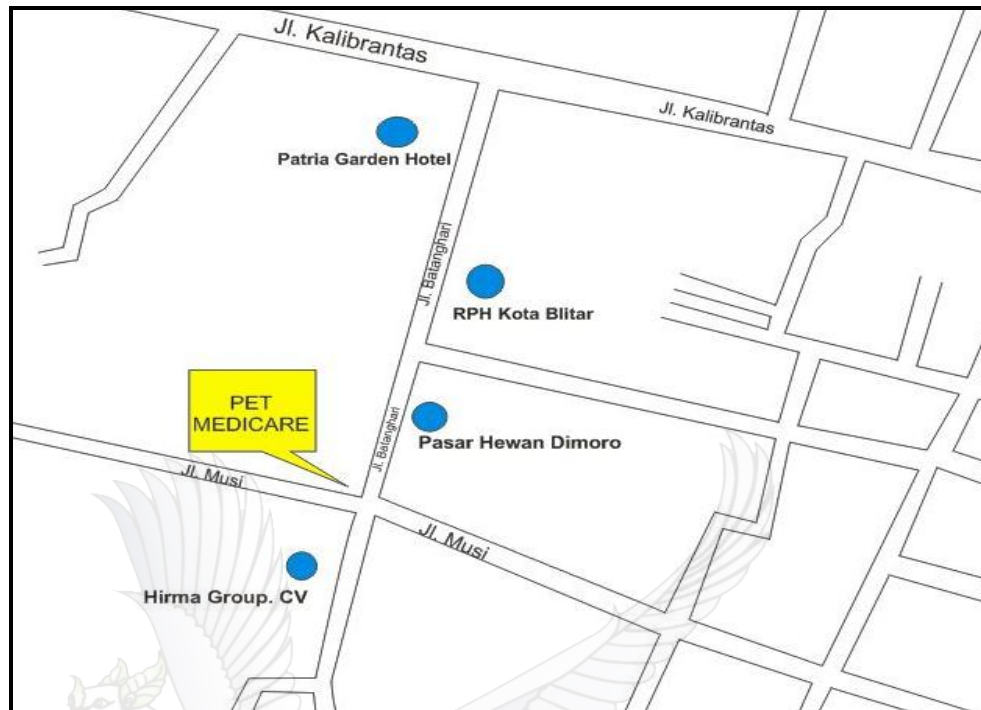 Jl. Kalibrantas
Jl. Kalibrantas
Patria Garden Hotel
Jl. Batanghari
RPH Kota Blitar
PET
MEDICARE
Jl. Batanghari
Pasar Hewan Dimoro
Jl. Musi
Jl. Musi
Hirma Group. CV